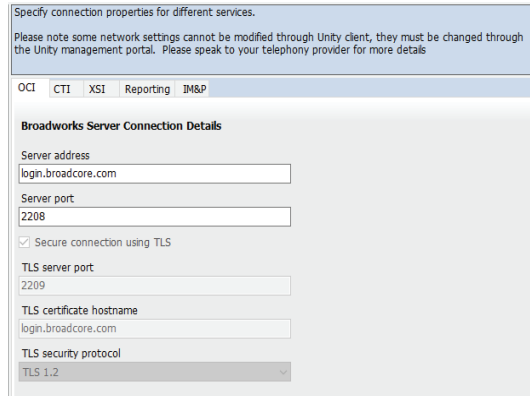 Specify connection properties for different services.
Please note some network settings cannot be modified through Unity client, they must be changed through
the Unity management portal.  Please speak to your telephony provider for more details
OCI CTI XSI Reporting IM&P
Broadworks Server Connection Details
Server address
login.broadcore.com
Server port
2208
Secure connection using TLS
TLS server port
2209
TLS certificate hostname
login.broadcore.com
TLS security protocol
TLS 1.2